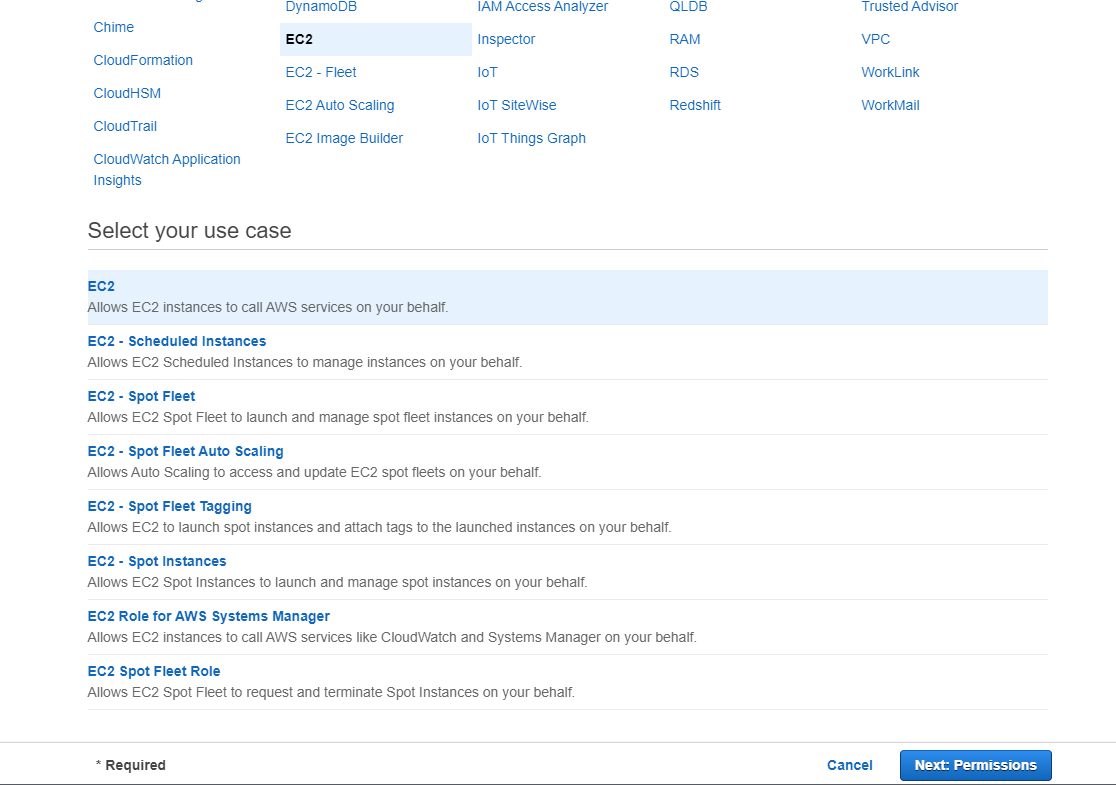 DynamoDB
IAM Access Analyzer
QLDB
Trusted Advisor
Chime
EC2
Inspector
RAM
VPC
CloudFormation
EC2 - Fleet
IoT
RDS
WorkLink
CloudHSM
EC2 Auto Scaling
IoT SiteWise
Redshift
WorkMail
CloudTrail
EC2 Image Builder
IoT Things Graph
CloudWatch Application
Insights
Select your use case
EC2
Allows EC2 instances to call AWS services on your behalf.
EC2 - Scheduled Instances
Allows EC2 Scheduled Instances to manage instances on your behalf.
EC2 - Spot Fleet
Allows EC2 Spot Fleet to launch and manage spot fleet instances on your behalf.
EC2 - Spot Fleet Auto Scaling
Allows Auto Scaling to access and update EC2 spot fleets on your behalf.
EC2 - Spot Fleet Tagging
Allows EC2 to launch spot instances and attach tags to the launched instances on your behalf.
EC2 - Spot Instances
Allows EC2 Spot Instances to launch and manage spot instances on your behalf.
EC2 Role for AWS Systems Manager
Allows EC2 instances to call AWS services like CloudWatch and Systems Manager on your behalf.
EC2 Spot Fleet Role
Allows EC2 Spot Fleet to request and terminate Spot Instances on your behalf.
* Required
Cancel
Next: Permissions